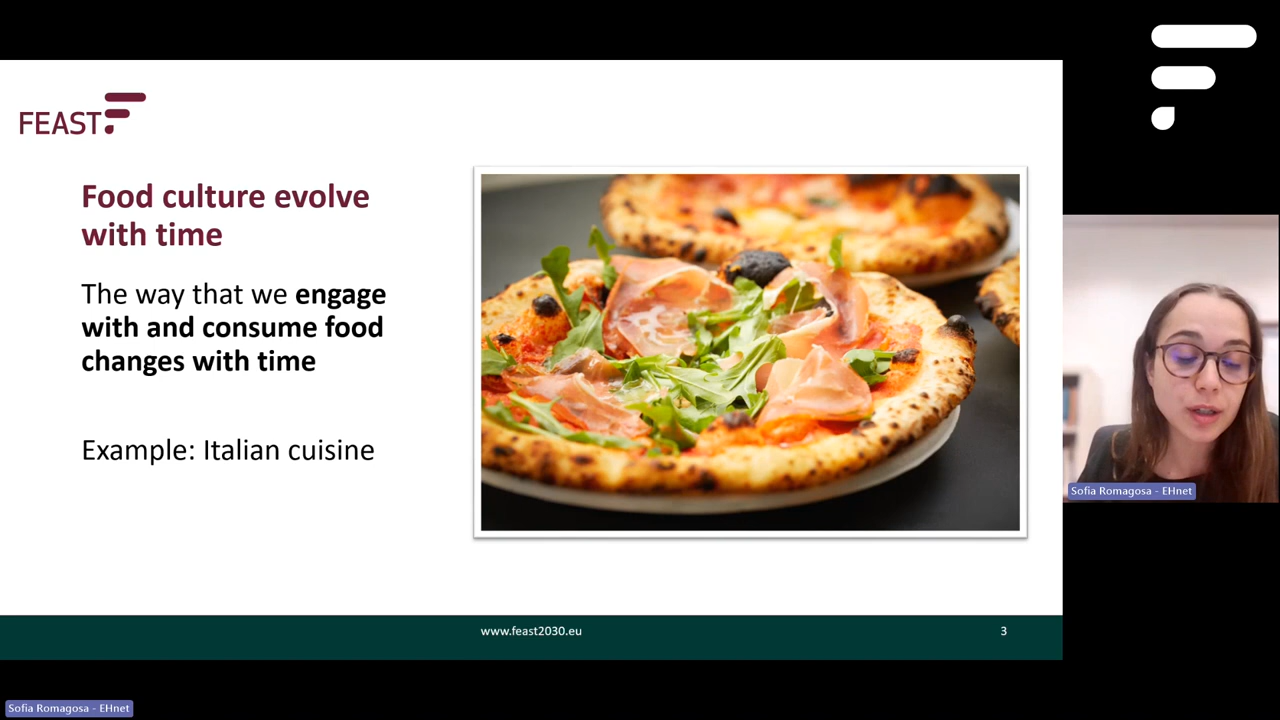 FEAST
Food culture evolve
with time
The way that we engage
with and consume food
changes with time
Example: Italian cuisine
www.feast2030.eu
3
Sofia Romagosa - EHnet
Sofia Romagosa - EHnet